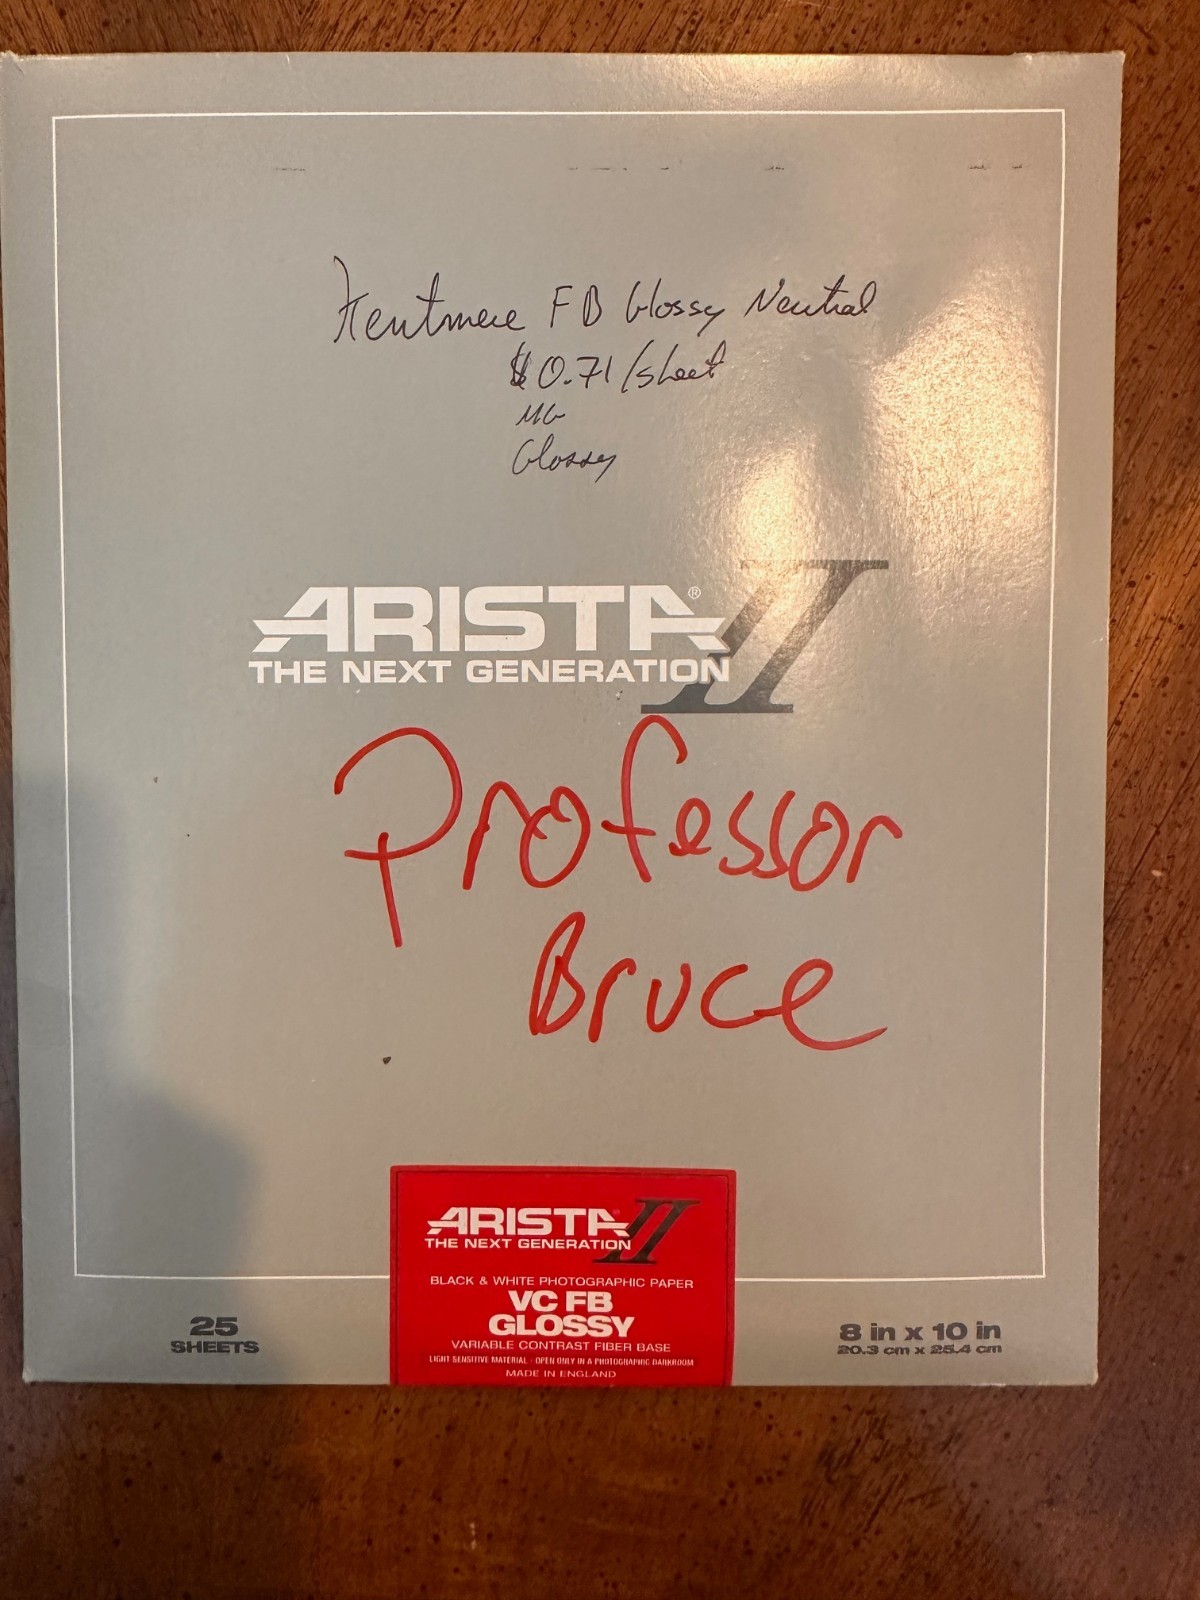 Kentmere FB Glossy Neutral
$0.71/sheet
MG
Glossy
ARISTA® II
THE NEXT GENERATION
Professor
Bruce
ARISTA II
THE NEXT GENERATION
BLACK & WHITE PHOTOGRAPHIC PAPER
VC FB
GLOSSY
VARIABLE CONTRAST FIBER BASE
LIGHT SENSITIVE MATERIAL - OPEN ONLY IN A PHOTOGRAPHIC DARKROOM
MADE IN ENGLAND
25
SHEETS
8 in x 10 in
20.3 cm x 25.4 cm